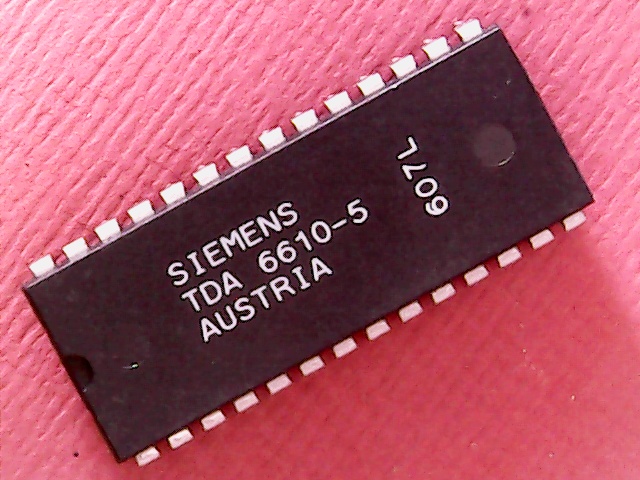 SIEMENS
TDA 6610-5
AUSTRIA
607L